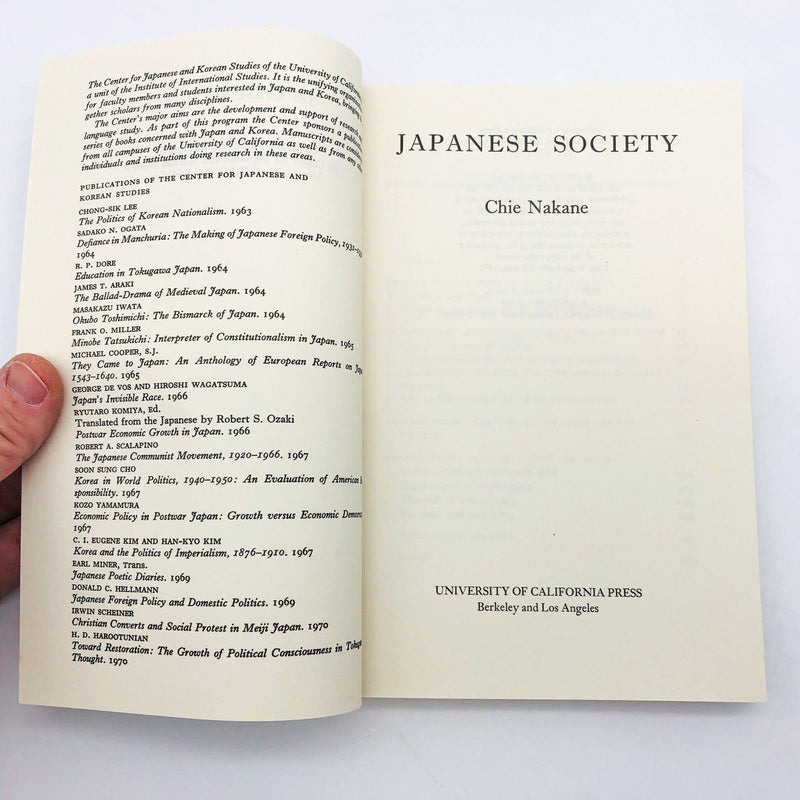 The Center for Japanese and Korean Studies of the University of California
a unit of the Institute of International Studies. It is the unifying
for faculty members and students interested in Japan and Korea, bringing
gether scholars from many disciplines.
The Center's major aims are the development and support of research
language study. As part of this program the Center sponsors a
series of books concerned with Japan and Korea. Manuscripts are
from all campuses of the University of California as well as from any
individuals and institutions doing research in these areas.
PUBLICATIONS OF THE CENTER FOR JAPANESE AND
KOREAN STUDIES
CHONG-SIK LEE
The Politics of Korean Nationalism. 1963
SADAKO N. OGATA
Defiance in Manchuria: The Making of Japanese Foreign Policy,
1964
R. P. DORE
Education in Tokugawa Japan. 1964
JAMES T. ARAKI
The Ballad-Drama of Medieval Japan. 1964
MASAKAZU IWATA
Okubo Toshimichi: The Bismarck of Japan. 1964
FRANK O. MILLER
Minobe Tatsukichi: Interpreter of Constitutionalism in Japan. 1965
MICHAEL COOPER, S.J.
They Came to Japan: An Anthology of European Reports on
1543–1640. 1965
GEORGE DE VOS AND HIROSHI WAGATSUMA
Japan's Invisible Race. 1966
RYUTARO KOMIYA, Ed.
Translated from the Japanese by Robert S. Ozaki
Postwar Economic Growth in Japan. 1966
ROBERT A. SCALAPINO
The Japanese Communist Movement, 1920–1966. 1967
SOON SUNG CHO
Korea in World Politics, 1940–1950: An Evaluation of American
sponsibility. 1967
KOZO YAMAMURA
Economic Policy in Postwar Japan: Growth versus Economic
1967
C. I. EUGENE KIM AND HAN-KYO KIM
Korea and the Politics of Imperialism, 1876–1910. 1967
EARL MINER, Trans.
Japanese Poetic Diaries. 1969
DONALD C. HELLMANN
Japanese Foreign Policy and Domestic Politics. 1969
IRWIN SCHEINER
Christian Converts and Social Protest in Meiji Japan. 1970
H. D. HAROOTUNIAN
Toward Restoration: The Growth of Political Consciousness in
Thought. 1970
JAPANESE SOCIETY
Chie Nakane
UNIVERSITY OF CALIFORNIA PRESS
Berkeley and Los Angeles